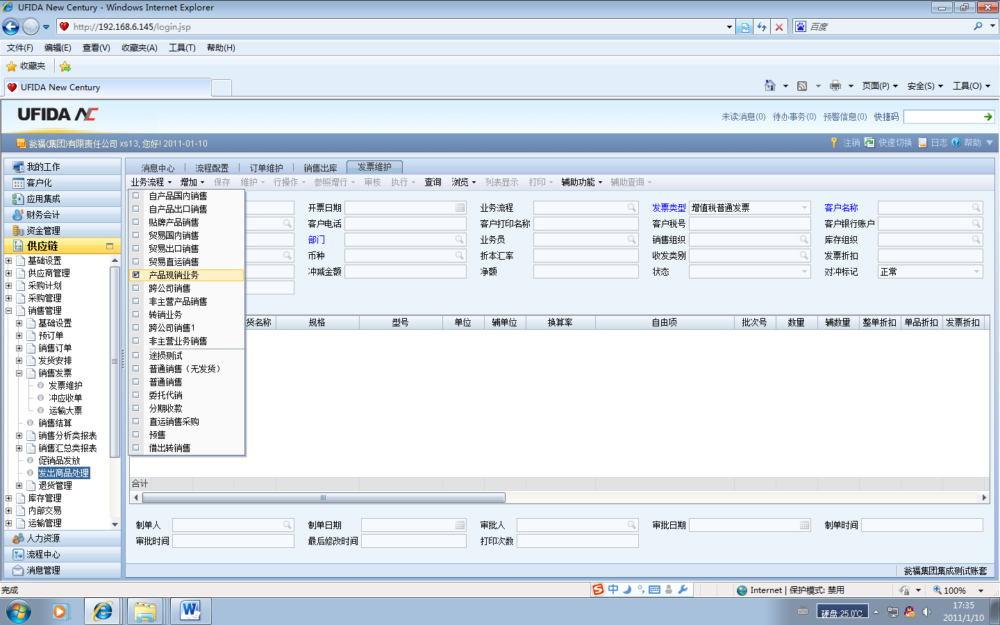 UFIDA New Century - Windows Internet Explorer
http://192.168.6.145/login.jsp
百度
文件(F) 编辑(E) 查看(V) 收藏夹(A) 工具(T) 帮助(H)
收藏夹
UFIDA New Century
页面(P) 安全(S) 工具(O)
UFIDA NC
未读消息(0) 待办事务(0) 预警信息(0) 快捷码
瓮福(集团)有限责任公司 xs13, 您好! 2011-01-10
注销 快速切换 日志 帮助
我的工作
客户化
应用集成
财务会计
资金管理
供应链
基础设置
供应商管理
采购计划
采购管理
销售管理
基础设置
预订单
销售订单
发货安排
销售发票
发票维护
冲应收单
运输大票
销售结算
销售分析类报表
销售汇总类报表
促销品发放
发出商品处理
退货管理
库存管理
内部交易
运输管理
人力资源
流程中心
消息管理
消息中心 流程配置 订单维护 销售出库 发票维护
业务流程 增加 保存 维护 行操作 参照增行 审核 执行 查询 浏览 列表显示 打印 辅助功能 辅助查询
自产品国内销售
自产品出口销售
贴牌产品销售
贸易国内销售
贸易出口销售
贸易直运销售
产品现销业务
跨公司销售
非主营产品销售
转销业务
跨公司销售1
非主营业务销售
途损测试
普通销售（无发货）
普通销售
委托代销
分期收款
直运销售采购
预售
借出转销售
开票日期 业务流程 发票类型 增值税普通发票 客户名称
客户电话 客户打印名称 客户税号 客户银行账户
部门 业务员 销售组织 库存组织
币种 折本汇率 收发类别 发票折扣
冲减金额 净额 状态 对冲标记 正常
货名称 规格 型号 单位 辅单位 换算率 自由项 批次号 数量 辅数量 整单折扣 单品折扣 发票折扣
合计
制单人 制单日期 审批人 审批日期 制单时间
审批时间 最后修改时间 打印次数
瓮福集团集成测试账套
完成
中
Internet | 保护模式: 禁用
100%
硬盘:25.0℃
17:35
2011/1/10